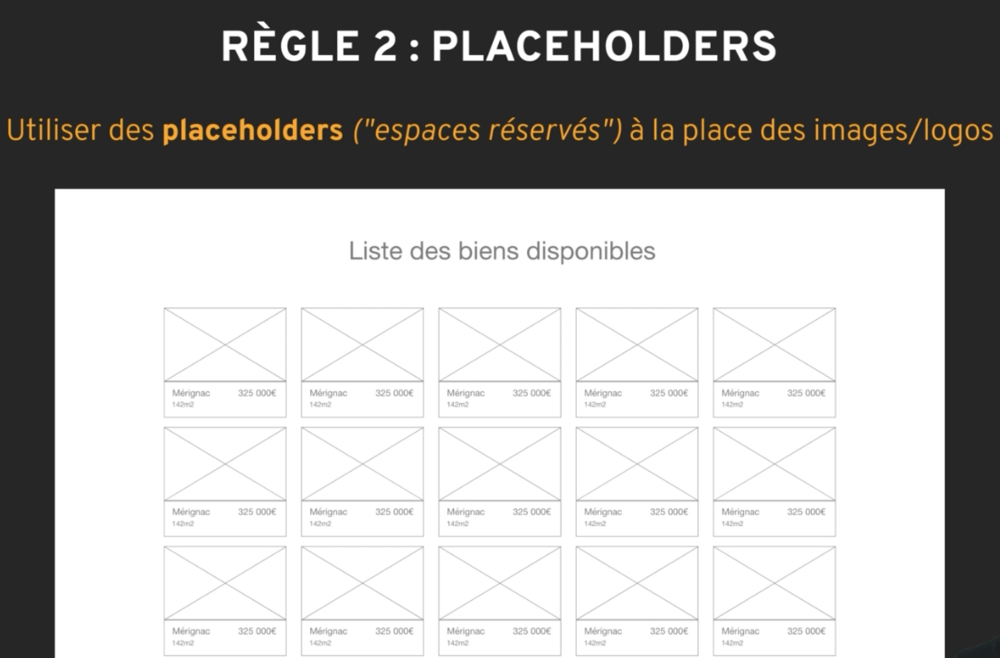 RÈGLE 2 : PLACEHOLDERS
Utiliser des placeholders ("espaces réservés") à la place des images/logos
Liste des biens disponibles
Mérignac 325 000€ Mérignac 325 000€ Mérignac 325 000€ Mérignac 325 000€ Mérignac 325 000€
142m2 142m2 142m2 142m2 142m2
Mérignac 325 000€ Mérignac 325 000€ Mérignac 325 000€ Mérignac 325 000€ Mérignac 325 000€
142m2 142m2 142m2 142m2 142m2
Mérignac 325 000€ Mérignac 325 000€ Mérignac 325 000€ Mérignac 325 000€ Mérignac 325 000€
142m2 142m2 142m2 142m2 142m2